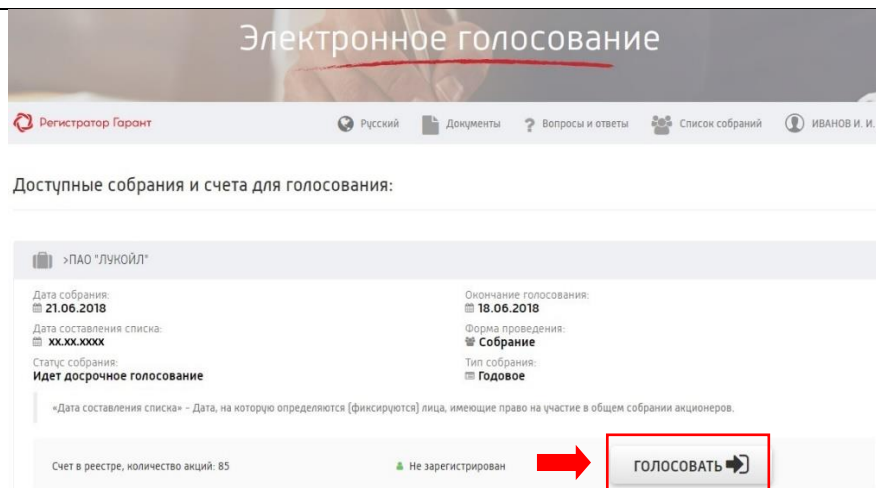 Электронное голосование
Регистратор Гарант
Русский
Документы
? Вопросы и ответы
Список собраний
ИВАНОВ И. И.
Доступные собрания и счета для голосования:
>ПАО "ЛУКОЙЛ"
Дата собрания:
21.06.2018
Окончание голосования:
18.06.2018
Дата составления списка:
XX.XX.XXXX
Форма проведения:
Собрание
Статус собрания:
Идет досрочное голосование
Тип собрания:
Годовое
«Дата составления списка» – Дата, на которую определяются [фиксируются] лица, имеющие право на участие в общем собрании акционеров.
Счет в реестре, количество акций: 85
Не зарегистрирован
ГОЛОСОВАТЬ